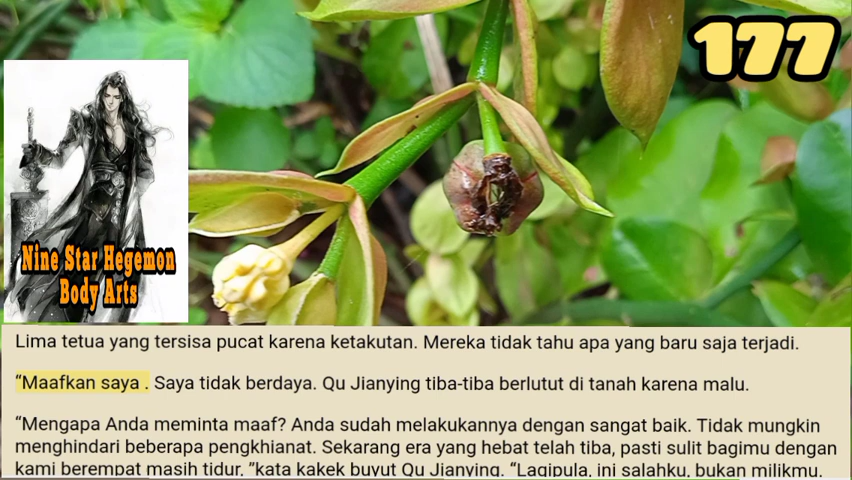 177
Nine Star Hegemon
Body Arts
Lima tetua yang tersisa pucat karena ketakutan. Mereka tidak tahu apa yang baru saja terjadi.
“Maafkan saya . Saya tidak berdaya. Qu Jianying tiba-tiba berlutut di tanah karena malu.
“Mengapa Anda meminta maaf? Anda sudah melakukannya dengan sangat baik. Tidak mungkin
menghindari beberapa pengkhianat. Sekarang era yang hebat telah tiba, pasti sulit bagimu dengan
kami berempat masih tidur, ”kata kakek buyut Qu Jianying. “Lagipula, ini salahku, bukan milikmu.